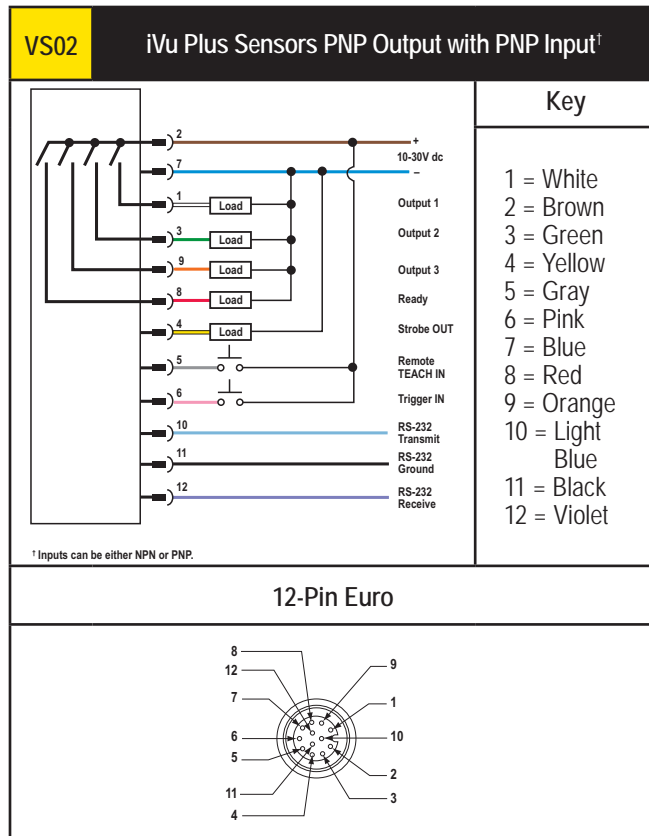 VS02
iVu Plus Sensors PNP Output with PNP Input†
Key
2
+
10-30V dc
7
–
1
Load
Output 1
3
Load
Output 2
9
Load
Output 3
8
Load
Ready
4
Load
Strobe OUT
5
Remote
TEACH IN
6
Trigger IN
10
RS-232
Transmit
11
RS-232
Ground
12
RS-232
Receive
† Inputs can be either NPN or PNP.
1 = White
2 = Brown
3 = Green
4 = Yellow
5 = Gray
6 = Pink
7 = Blue
8 = Red
9 = Orange
10 = Light
Blue
11 = Black
12 = Violet
12-Pin Euro
8
12
7
6
5
11
4
9
1
10
2
3